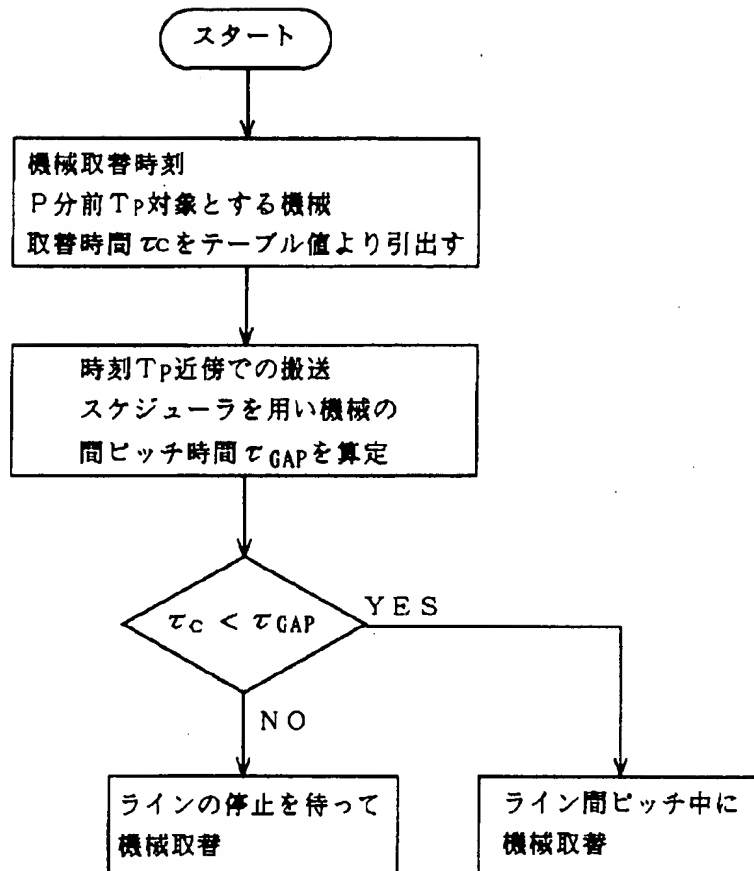 スタート
機械取替時刻
P分前TP対象とする機械
取替時間τCをテーブル値より引出す
時刻TP近傍での搬送
スケジューラを用い機械の
間ピッチ時間τGAPを算定
τC < τGAP
YES
NO
ラインの停止を待って
機械取替
ライン間ピッチ中に
機械取替